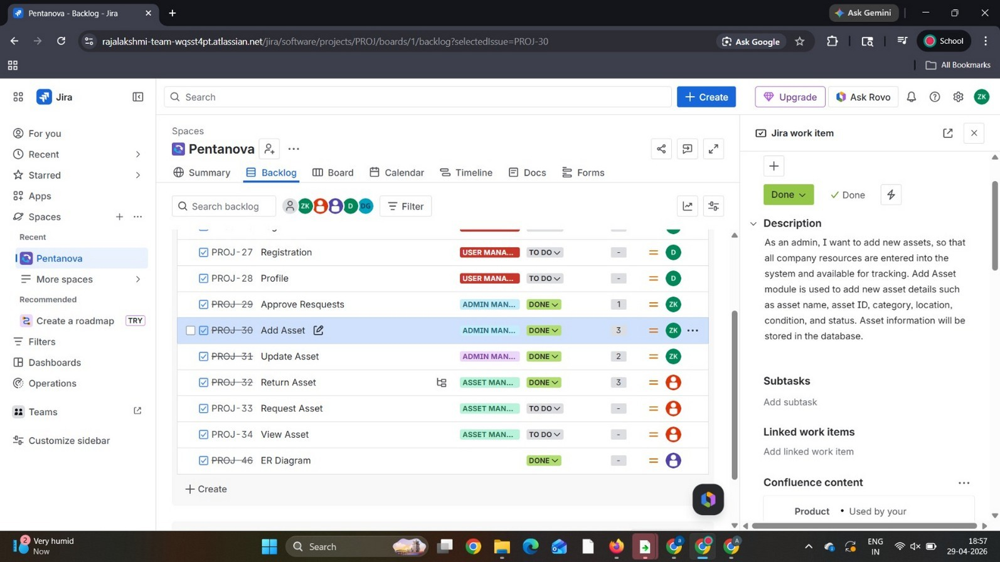 Pentanova - Backlog - Jira
Ask Gemini
rajalakshmi-team-wqsst4pt.atlassian.net/jira/software/projects/PROJ/boards/1/backlog?selectedIssue=PROJ-30
Ask Google
School
All Bookmarks
Jira
Search
Create
Upgrade
Ask Rovo
ZK
For you
Recent
Starred
Apps
Spaces
Recent
Pentanova
More spaces
Recommended
Create a roadmap TRY
Filters
Dashboards
Operations
Teams
Customize sidebar
Spaces
Pentanova
Summary Backlog Board Calendar Timeline Docs Forms
Search backlog ZK D DG Filter
PROJ-27 Registration USER MANA... TO DO - D
PROJ-28 Profile USER MANA... TO DO - D
PROJ-29 Approve Resquests ADMIN MAN... DONE 1 ZK
PROJ-30 Add Asset ADMIN MAN... DONE 3 ZK
PROJ-31 Update Asset ADMIN MAN... DONE 2 ZK
PROJ-32 Return Asset ASSET MAN... DONE 3
PROJ-33 Request Asset ASSET MAN... TO DO -
PROJ-34 View Asset ASSET MAN... TO DO -
PROJ-46 ER Diagram DONE -
+ Create
Jira work item
Done Done
Description
As an admin, I want to add new assets, so that
all company resources are entered into the
system and available for tracking. Add Asset
module is used to add new asset details such
as asset name, asset ID, category, location,
condition, and status. Asset information will be
stored in the database.
Subtasks
Add subtask
Linked work items
Add linked work item
Confluence content
Product • Used by your
2 Very humid
Now
Search
a
A
ENG
IN
18:57
29-04-2026